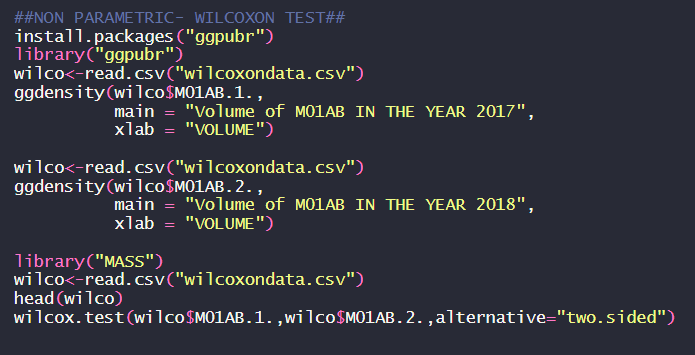 ##NON PARAMETRIC- WILCOXON TEST##
install.packages("ggpubr")
library("ggpubr")
wilco<-read.csv("wilcoxondata.csv")
ggdensity(wilco$M01AB.1.,
main = "Volume of M01AB IN THE YEAR 2017",
xlab = "VOLUME")
wilco<-read.csv("wilcoxondata.csv")
ggdensity(wilco$M01AB.2.,
main = "Volume of M01AB IN THE YEAR 2018",
xlab = "VOLUME")
library("MASS")
wilco<-read.csv("wilcoxondata.csv")
head(wilco)
wilcox.test(wilco$M01AB.1.,wilco$M01AB.2.,alternative="two.sided")